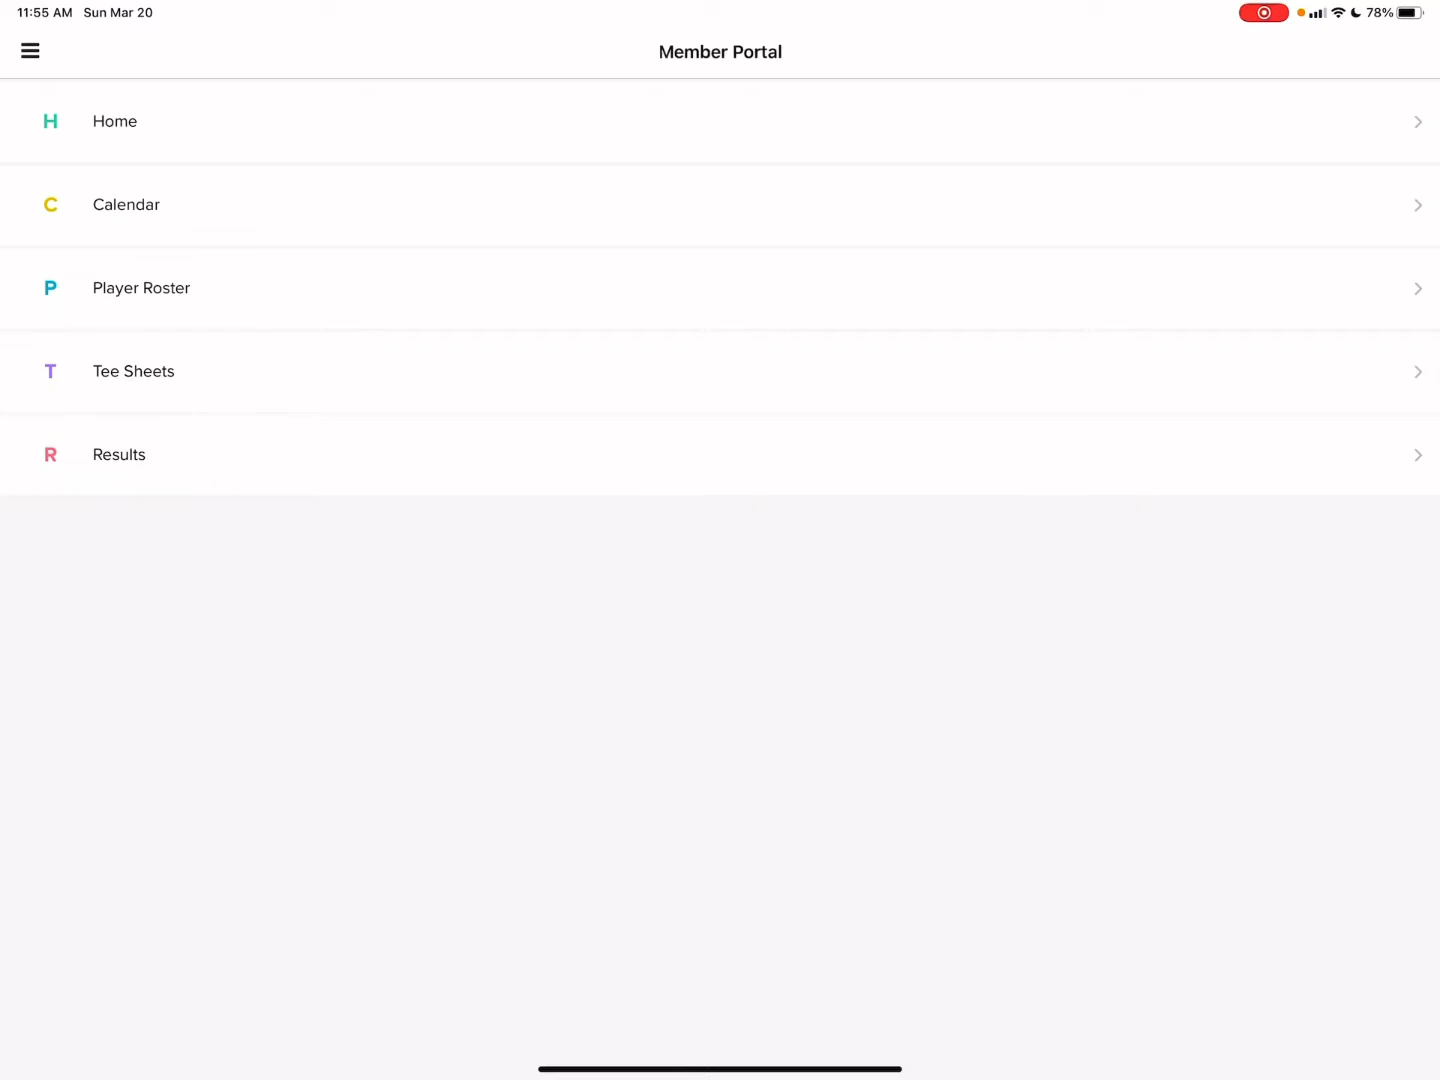 11:55 AM Sun Mar 20
78%
Member Portal
H Home
C Calendar
P Player Roster
T Tee Sheets
R Results